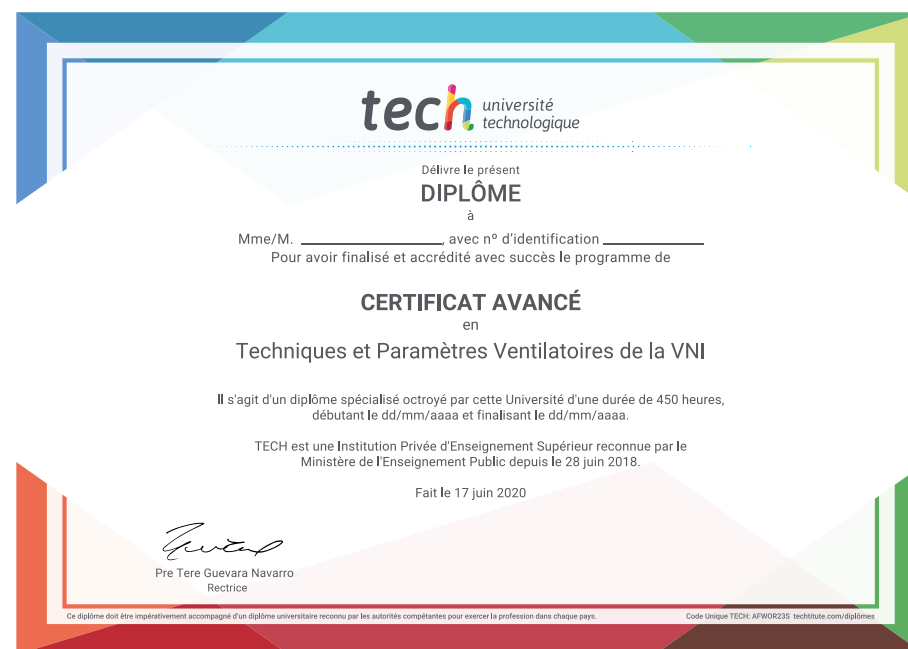 tech université
technologique
Délivre le présent
DIPLÔME
à
Mme/M. ____________________, avec nº d'identification ______________
Pour avoir finalisé et accrédité avec succès le programme de
CERTIFICAT AVANCÉ
en
Techniques et Paramètres Ventilatoires de la VNI
Il s'agit d'un diplôme spécialisé octroyé par cette Université d'une durée de 450 heures,
débutant le dd/mm/aaaa et finalisant le dd/mm/aaaa.
TECH est une Institution Privée d'Enseignement Supérieur reconnue par le
Ministère de l'Enseignement Public depuis le 28 juin 2018.
Fait le 17 juin 2020
Pre Tere Guevara Navarro
Rectrice
Ce diplôme doit être impérativement accompagné d'un diplôme universitaire reconnu par les autorités compétentes pour exercer la profession dans chaque pays.
Code Unique TECH: AFWOR23S techtitute.com/diplômes